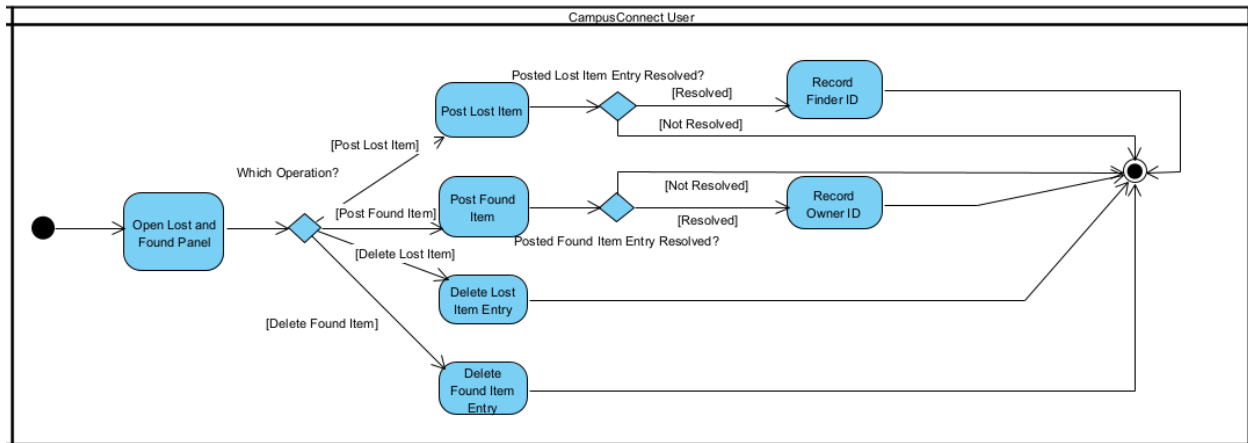 CampusConnect User
Posted Lost Item Entry Resolved?
Post Lost Item
[Resolved]
Record
Finder ID
[Not Resolved]
[Post Lost Item]
Which Operation?
Open Lost and
Found Panel
[Post Found Item]
Post Found
Item
[Not Resolved]
[Resolved]
Record
Owner ID
Posted Found Item Entry Resolved?
[Delete Lost Item]
Delete Lost
Item Entry
[Delete Found Item]
Delete
Found Item
Entry